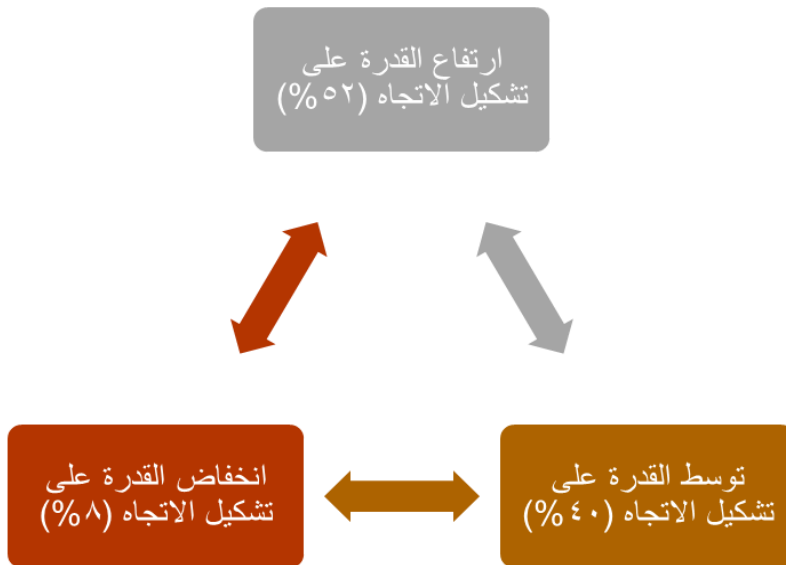 ارتفاع القدرة على
تشكيل الاتجاه (٥٢%)
توسط القدرة على
تشكيل الاتجاه (٤٠%)
انخفاض القدرة على
تشكيل الاتجاه (٨%)